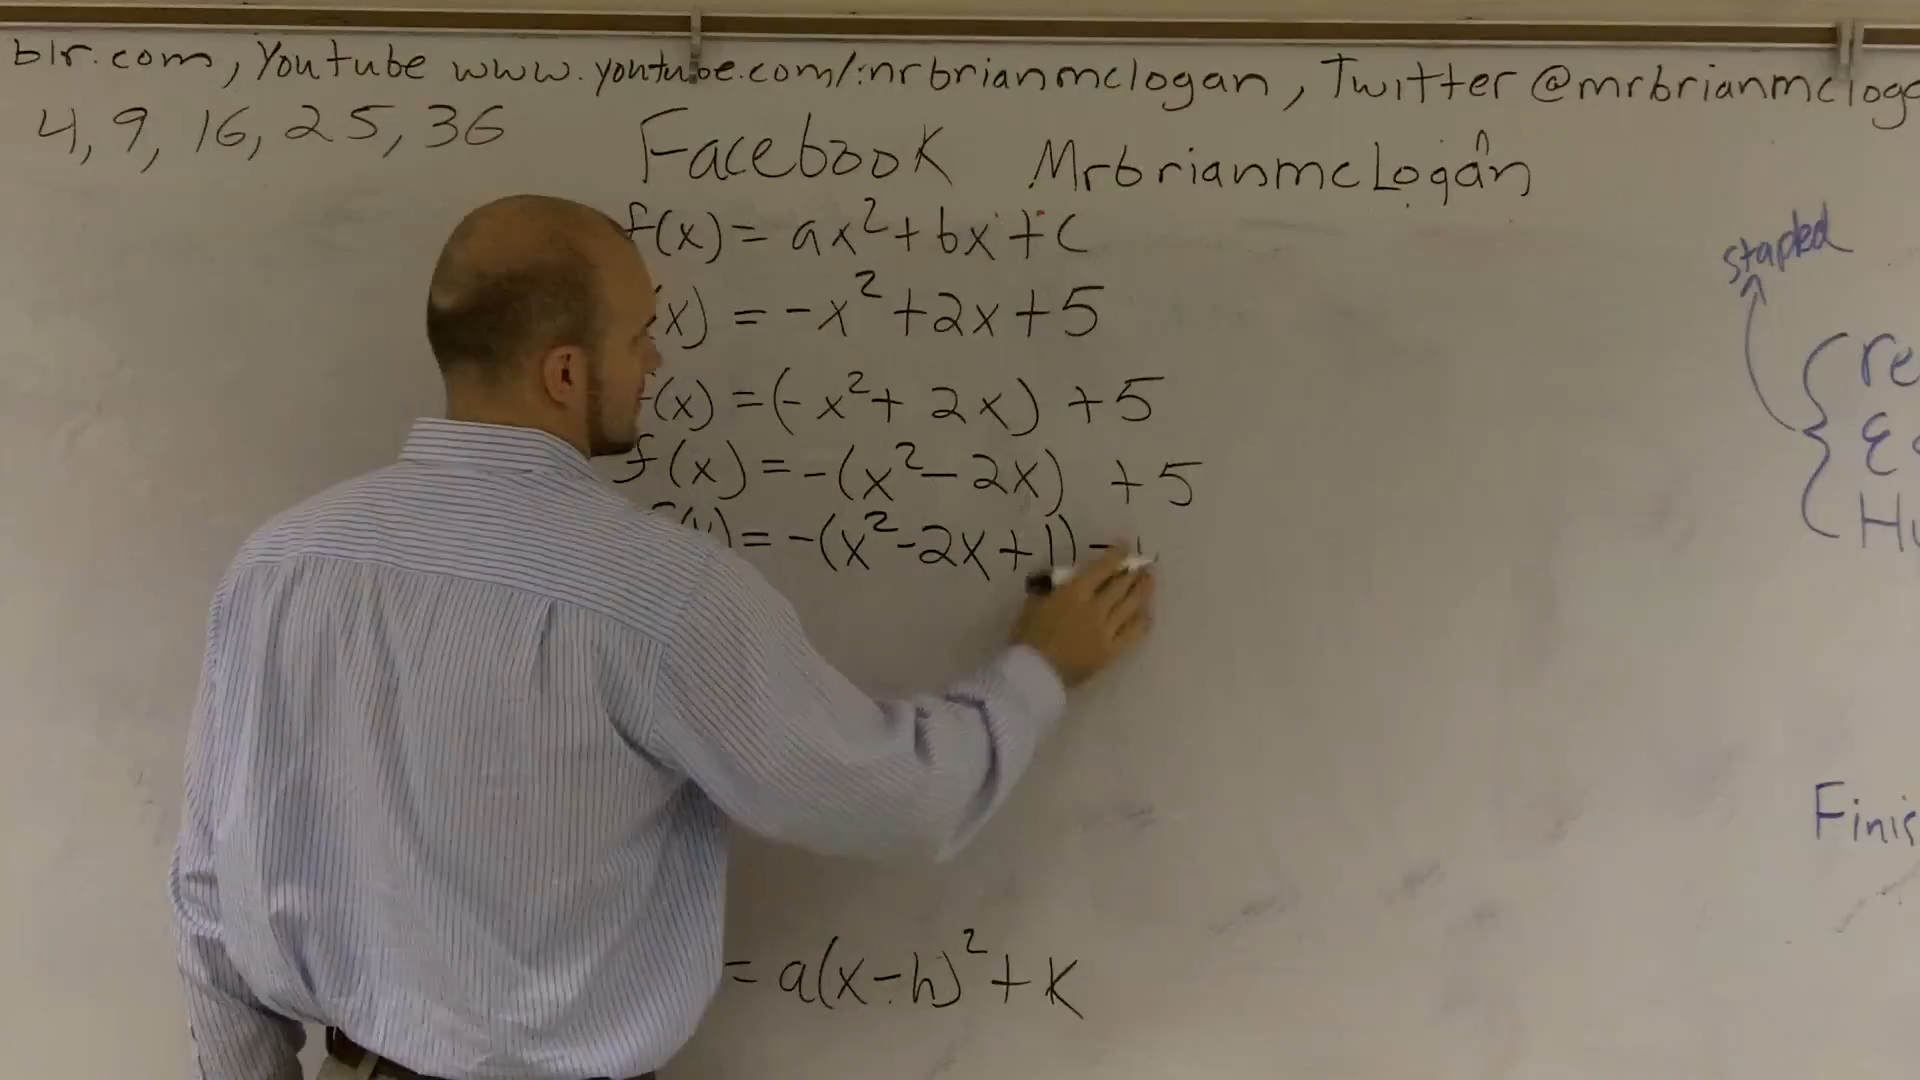 blr.com, Youtube www.youtube.com/mrbrianmclogan, Twitter @mrbrianmcloga
4, 9, 16, 25, 36
Facebook MrbrianmcLogan
f(x) = ax²+bx+c
stapled
(x) = -x²+2x+5
re
f(x) = (-x²+ 2x) +5
&
f(x) = -(x²-2x) +5
Hu
= -(x²-2x+1)-
Finis
= a(x-h)²+k